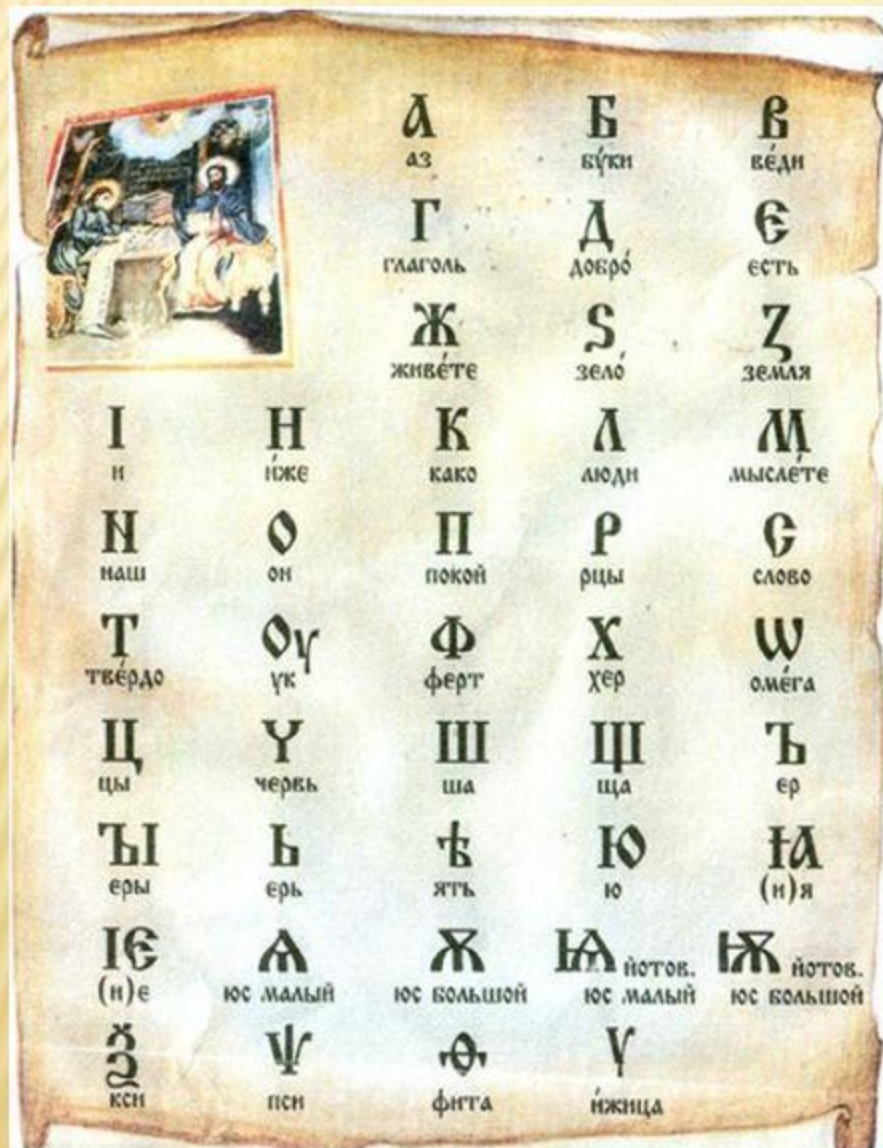 А Б В
аз бу́ки ве́ди
Г Д Є
глаголь добро́ єсть
Ж Ѕ З
живе́те зело́ земля
І Н К Л М
и и́же како люди мысле́те
N О П Р С
наш он покой рцы слово
Т Оу Ф Х Ѡ
тве́рдо ук ферт хер оме́га
Ц Ч Ш Щ Ъ
цы червь ша ща ер
ЪІ Ь Ѣ Ю Ꙗ
еры ерь ять ю (и)я
Ѥ Ѧ Ѫ Ѩ йотов. Ѭ йотов.
(и)е юс малый юс большой юс малый юс большой
Ѯ Ѱ Ѳ Ѵ
кси пси фита и́жица